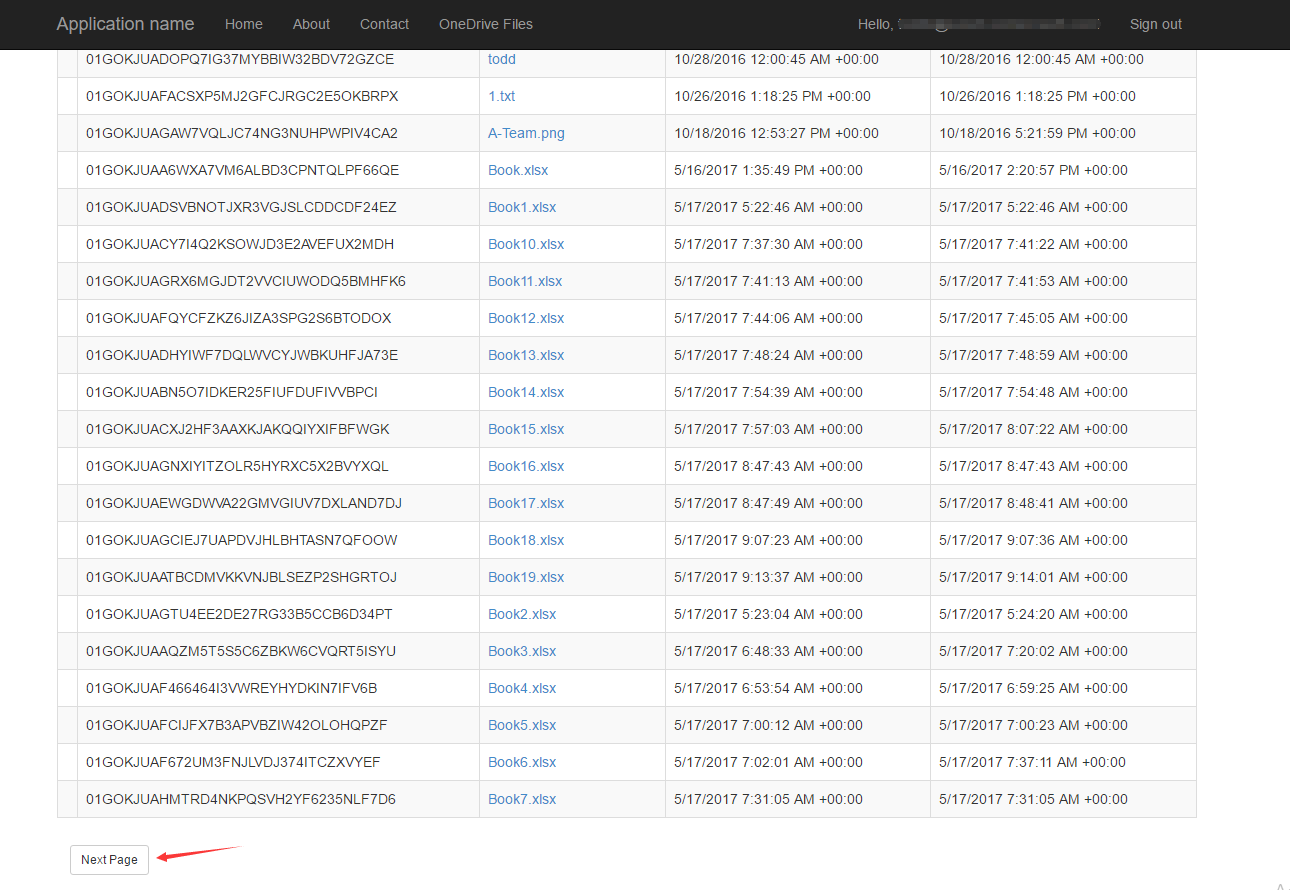 Application name Home About Contact OneDrive Files Hello, Sign out
01GOKJUADOPQ7IG37MYBBIW32BDV72GZCE todd 10/28/2016 12:00:45 AM +00:00 10/28/2016 12:00:45 AM +00:00
01GOKJUAFACSXP5MJ2GFCJRGC2E5OKBRPX 1.txt 10/26/2016 1:18:25 PM +00:00 10/26/2016 1:18:25 PM +00:00
01GOKJUAGAW7VQLJC74NG3NUHPWPIV4CA2 A-Team.png 10/18/2016 12:53:27 PM +00:00 10/18/2016 5:21:59 PM +00:00
01GOKJUAA6WXA7VM6ALBD3CPNTQLPF66QE Book.xlsx 5/16/2017 1:35:49 PM +00:00 5/16/2017 2:20:57 PM +00:00
01GOKJUADSVBNOTJXR3VGJSLCDDCDF24EZ Book1.xlsx 5/17/2017 5:22:46 AM +00:00 5/17/2017 5:22:46 AM +00:00
01GOKJUACY7I4Q2KSOWJD3E2AVEFUX2MDH Book10.xlsx 5/17/2017 7:37:30 AM +00:00 5/17/2017 7:41:22 AM +00:00
01GOKJUAGRX6MGJDT2VVCIUWODQ5BMHFK6 Book11.xlsx 5/17/2017 7:41:13 AM +00:00 5/17/2017 7:41:53 AM +00:00
01GOKJUAFQYCFZKZ6JIZA3SPG2S6BTODOX Book12.xlsx 5/17/2017 7:44:06 AM +00:00 5/17/2017 7:45:05 AM +00:00
01GOKJUADHYIWF7DQLWVCYJWBKUHFJA73E Book13.xlsx 5/17/2017 7:48:24 AM +00:00 5/17/2017 7:48:59 AM +00:00
01GOKJUABN5O7IDKER25FIUFDUFIVVBPCI Book14.xlsx 5/17/2017 7:54:39 AM +00:00 5/17/2017 7:54:48 AM +00:00
01GOKJUACXJ2HF3AAXKJAKQQIYXIFBFWGK Book15.xlsx 5/17/2017 7:57:03 AM +00:00 5/17/2017 8:07:22 AM +00:00
01GOKJUAGNXIYITZOLR5HYRXC5X2BVYXQL Book16.xlsx 5/17/2017 8:47:43 AM +00:00 5/17/2017 8:47:43 AM +00:00
01GOKJUAEWGDWVA22GMVGIUV7DXLAND7DJ Book17.xlsx 5/17/2017 8:47:49 AM +00:00 5/17/2017 8:48:41 AM +00:00
01GOKJUAGCIEJ7UAPDVJHLBHTASN7QFOOW Book18.xlsx 5/17/2017 9:07:23 AM +00:00 5/17/2017 9:07:36 AM +00:00
01GOKJUAATBCDMVKKVNJBLSEZP2SHGRTOJ Book19.xlsx 5/17/2017 9:13:37 AM +00:00 5/17/2017 9:14:01 AM +00:00
01GOKJUAGTU4EE2DE27RG33B5CCB6D34PT Book2.xlsx 5/17/2017 5:23:04 AM +00:00 5/17/2017 5:24:20 AM +00:00
01GOKJUAAQZM5T5S5C6ZBKW6CVQRT5ISYU Book3.xlsx 5/17/2017 6:48:33 AM +00:00 5/17/2017 7:20:02 AM +00:00
01GOKJUAF466464I3VWREYHYDKIN7IFV6B Book4.xlsx 5/17/2017 6:53:54 AM +00:00 5/17/2017 6:59:25 AM +00:00
01GOKJUAFCIJFX7B3APVBZIW42OLOHQPZF Book5.xlsx 5/17/2017 7:00:12 AM +00:00 5/17/2017 7:00:23 AM +00:00
01GOKJUAF672UM3FNJLVDJ374ITCZXVYEF Book6.xlsx 5/17/2017 7:02:01 AM +00:00 5/17/2017 7:37:11 AM +00:00
01GOKJUAHMTRD4NKPQSVH2YF6235NLF7D6 Book7.xlsx 5/17/2017 7:31:05 AM +00:00 5/17/2017 7:31:05 AM +00:00
Next Page